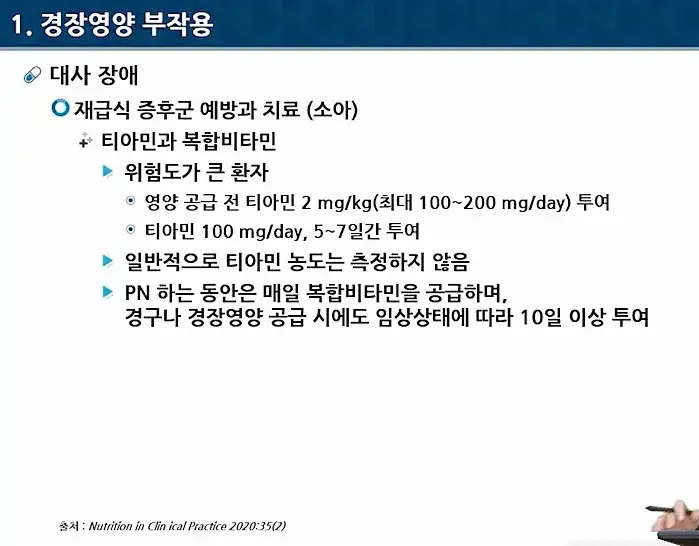 1. 경장영양 부작용
대사 장애
재급식 증후군 예방과 치료 (소아)
티아민과 복합비타민
위험도가 큰 환자
영양 공급 전 티아민 2 mg/kg(최대 100~200 mg/day) 투여
티아민 100 mg/day, 5~7일간 투여
일반적으로 티아민 농도는 측정하지 않음
PN 하는 동안은 매일 복합비타민을 공급하며,
경구나 경장영양 공급 시에도 임상상태에 따라 10일 이상 투여
출처 : Nutrition in Clin ical Practice 2020:35(2)